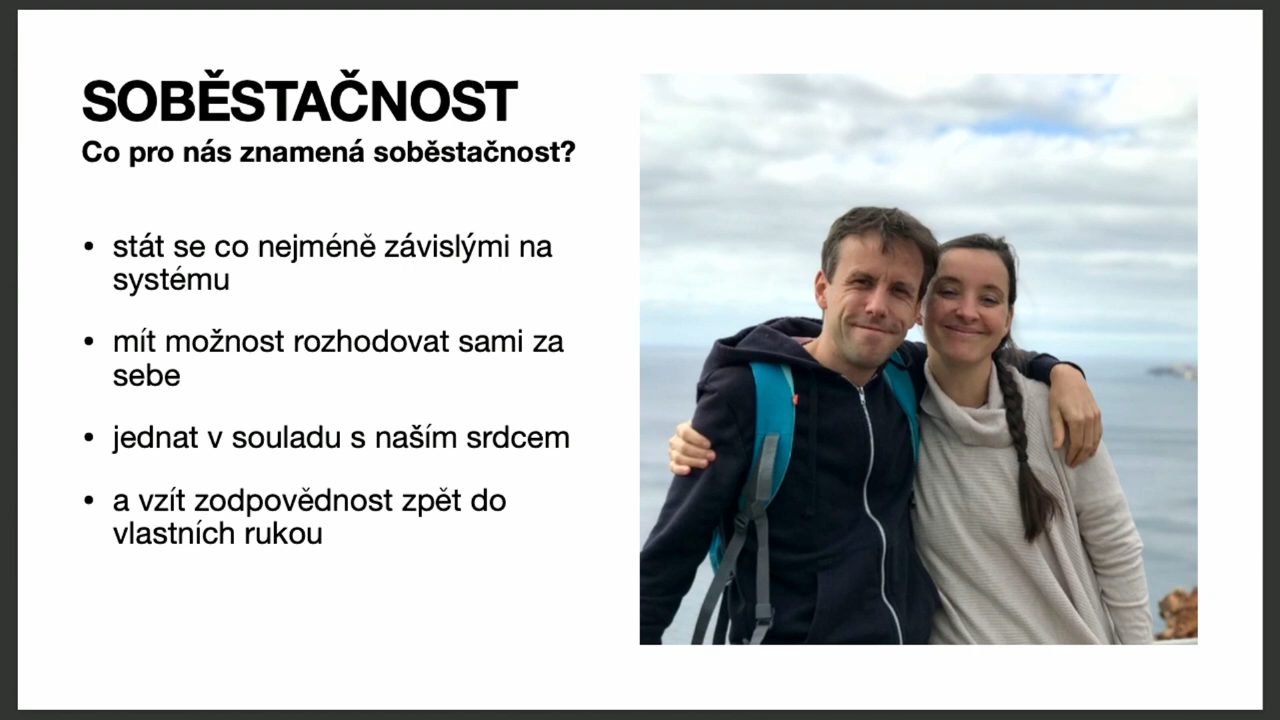 SOBĚSTAČNOST
Co pro nás znamená soběstačnost?
• stát se co nejméně závislými na
systému
• mít možnost rozhodovat sami za
sebe
• jednat v souladu s naším srdcem
• a vzít zodpovědnost zpět do
vlastních rukou